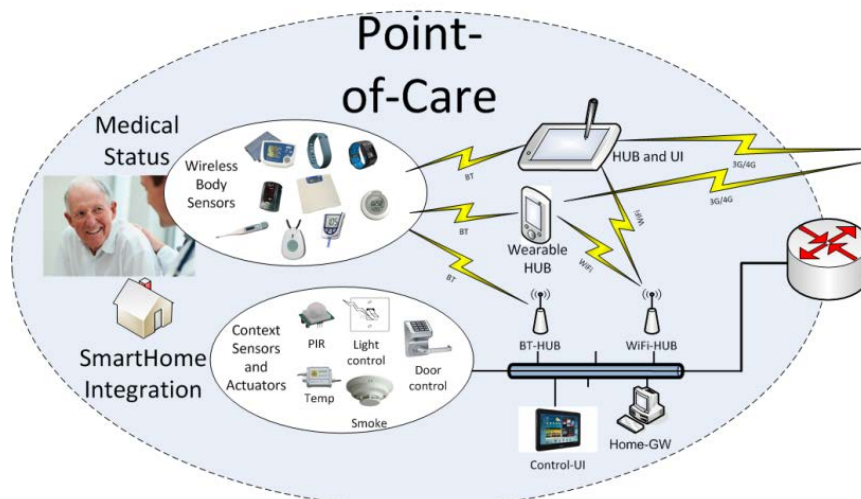 Point-
of-Care
Medical
Status
Wireless
Body
Sensors
BT
HUB and UI
3G/4G
3G/4G
BT
Wearable
HUB
WiFi
WiFi
BT
SmartHome
Integration
Context
Sensors
and
Actuators
PIR
Light
control
Door
control
Temp
Smoke
BT-HUB
WiFi-HUB
Control-UI
Home-GW